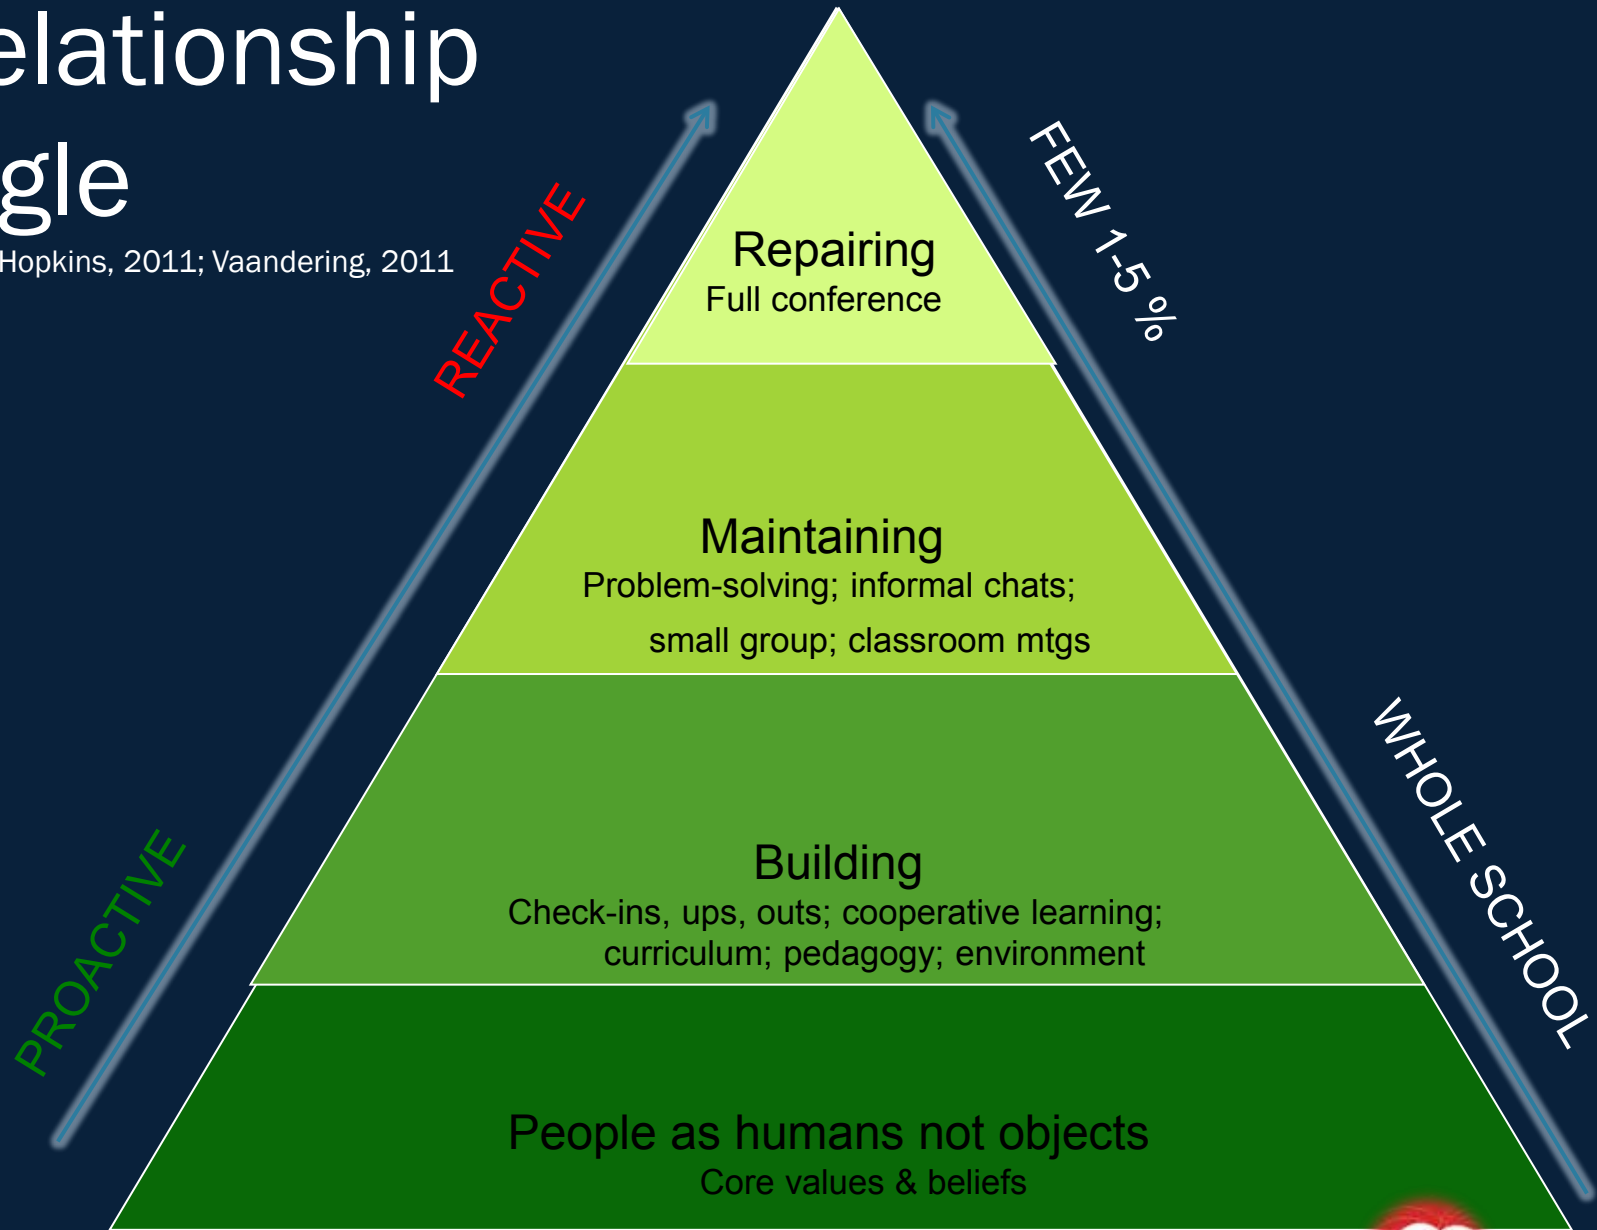 elationship
gle
Hopkins, 2011; Vaandering, 2011
REACTIVE
FEW 1-5 %
Repairing
Full conference
Maintaining
Problem-solving; informal chats;
small group; classroom mtgs
WHOLE SCHOOL
PROACTIVE
Building
Check-ins, ups, outs; cooperative learning;
curriculum; pedagogy; environment
People as humans not objects
Core values & beliefs